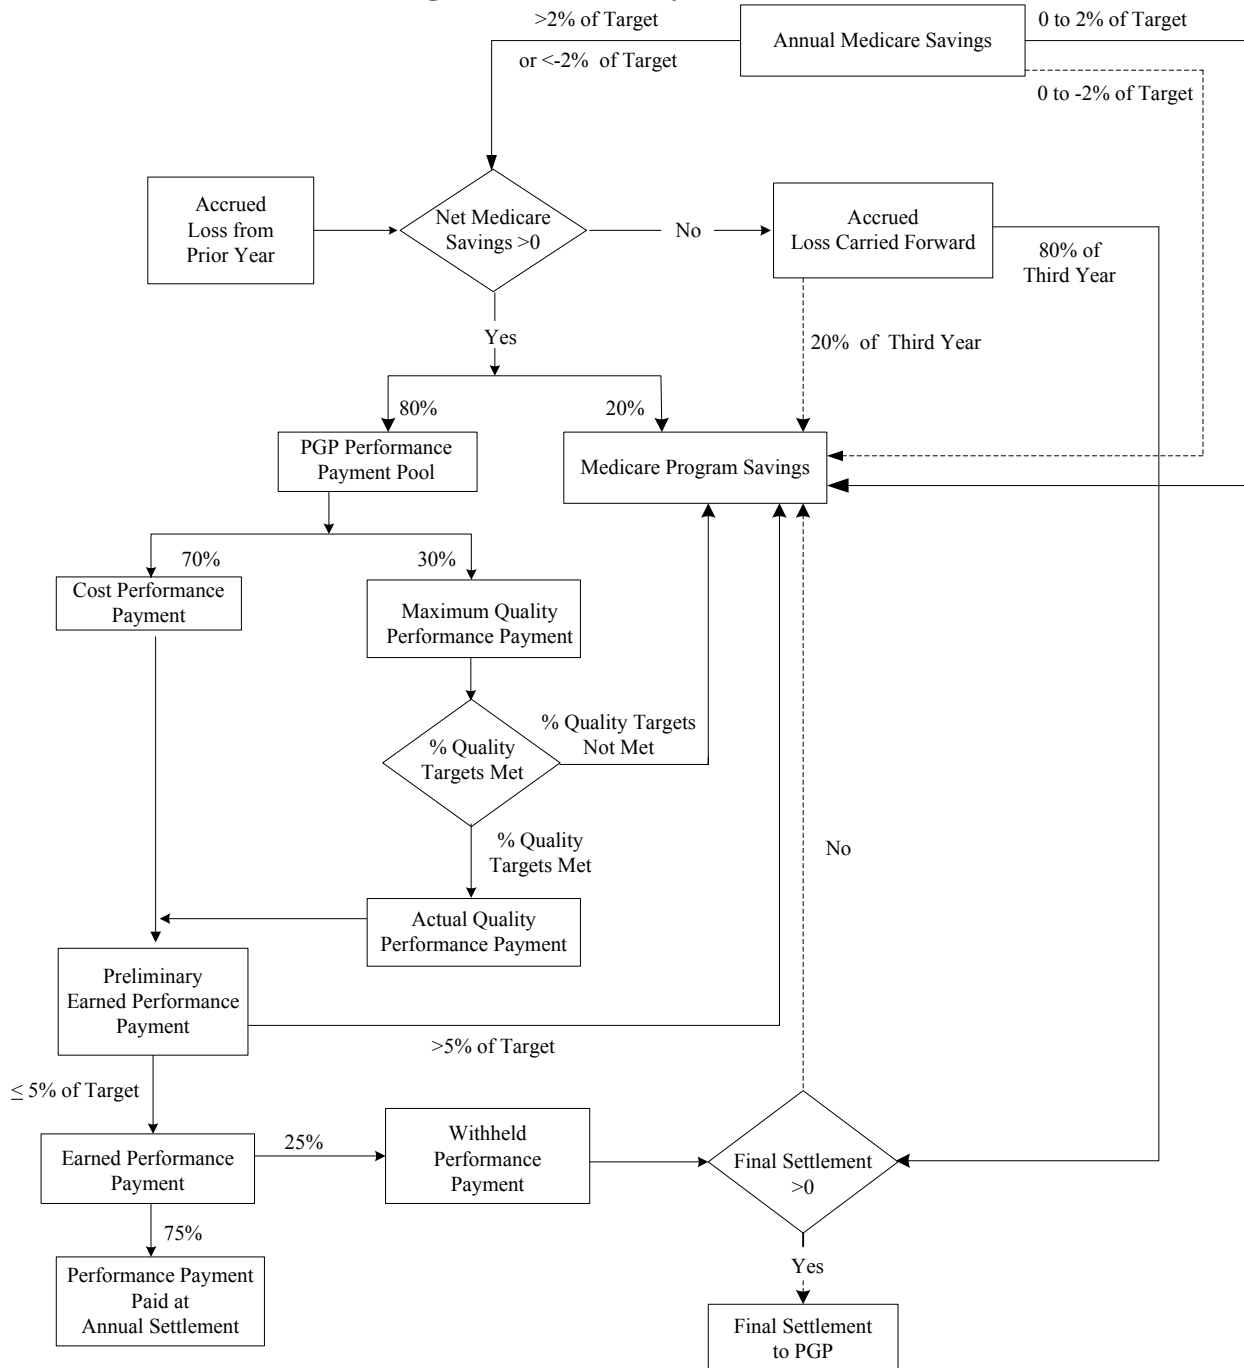 >2% of Target
or <-2% of Target
Annual Medicare Savings
0 to 2% of Target
0 to -2% of Target
Accrued
Loss from
Prior Year
Net Medicare
Savings >0
No
Accrued
Loss Carried Forward
80% of
Third Year
Yes
20% of Third Year
80%
20%
PGP Performance
Payment Pool
Medicare Program Savings
70%
30%
Cost Performance
Payment
Maximum Quality
Performance Payment
% Quality Targets
Not Met
% Quality
Targets Met
% Quality
Targets Met
No
Actual Quality
Performance Payment
Preliminary
Earned Performance
Payment
>5% of Target
≤ 5% of Target
Earned Performance
Payment
25%
Withheld
Performance
Payment
Final Settlement
>0
75%
Yes
Performance Payment
Paid at
Annual Settlement
Final Settlement
to PGP